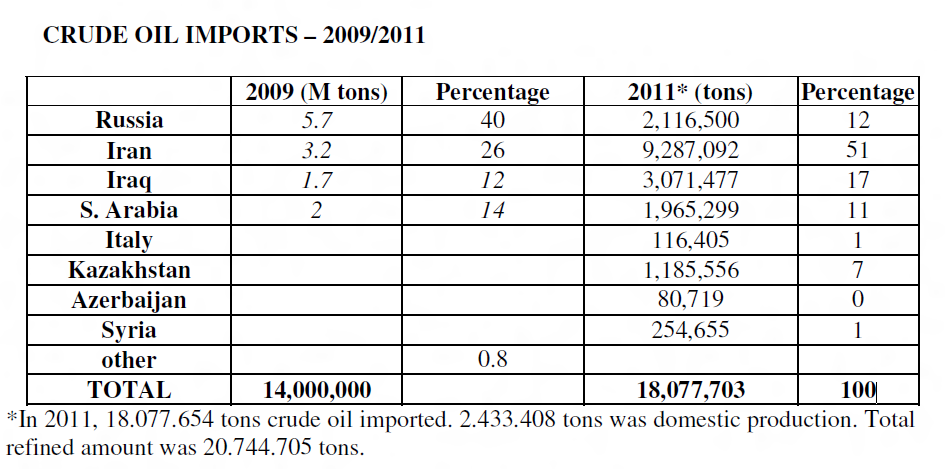 CRUDE OIL IMPORTS – 2009/2011
2009 (M tons) Percentage 2011* (tons) Percentage
Russia 5.7 40 2,116,500 12
Iran 3.2 26 9,287,092 51
Iraq 1.7 12 3,071,477 17
S. Arabia 2 14 1,965,299 11
Italy 116,405 1
Kazakhstan 1,185,556 7
Azerbaijan 80,719 0
Syria 254,655 1
other 0.8
TOTAL 14,000,000 18,077,703 100
*In 2011, 18.077.654 tons crude oil imported. 2.433.408 tons was domestic production. Total
refined amount was 20.744.705 tons.